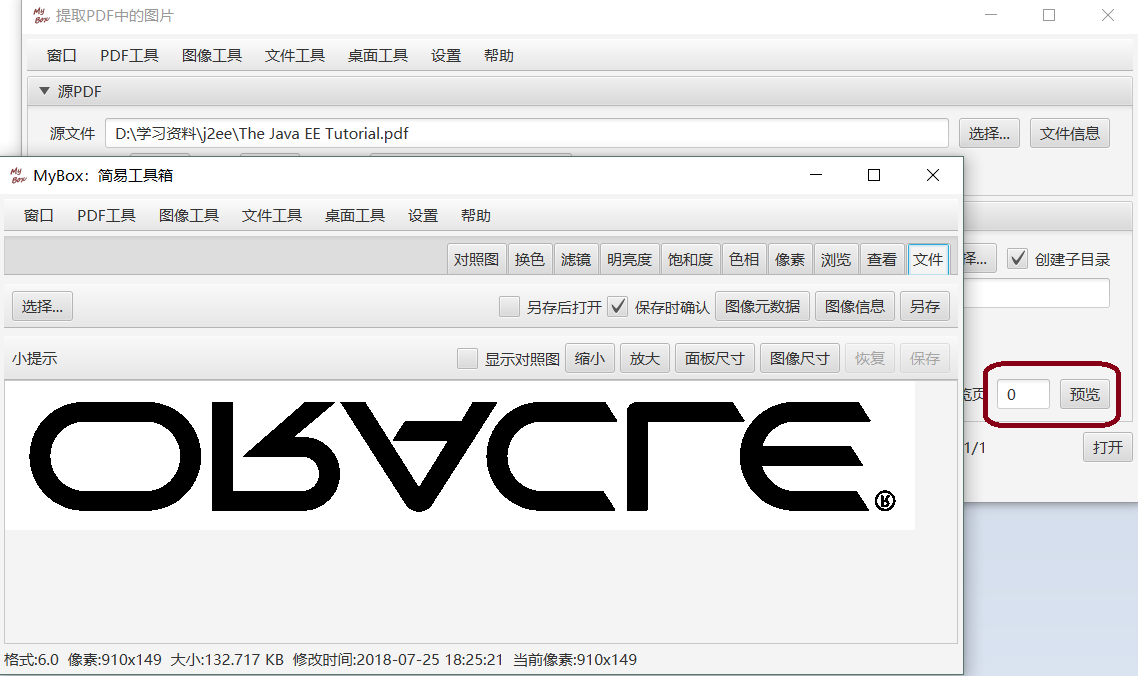 My Box 提取PDF中的图片
窗口 PDF工具 图像工具 文件工具 桌面工具 设置 帮助
源PDF
源文件 D:\学习资料\j2ee\The Java EE Tutorial.pdf 选择... 文件信息
My Box MyBox：简易工具箱
窗口 PDF工具 图像工具 文件工具 桌面工具 设置 帮助
对照图 换色 滤镜 明亮度 饱和度 色相 像素 浏览 查看 文件
择... 创建子目录
选择... 另存后打开 保存时确认 图像元数据 图像信息 另存
小提示 显示对照图 缩小 放大 面板尺寸 图像尺寸 恢复 保存
览页 0 预览
ORACLE®
1/1 打开
格式:6.0 像素:910x149 大小:132.717 KB 修改时间:2018-07-25 18:25:21 当前像素:910x149